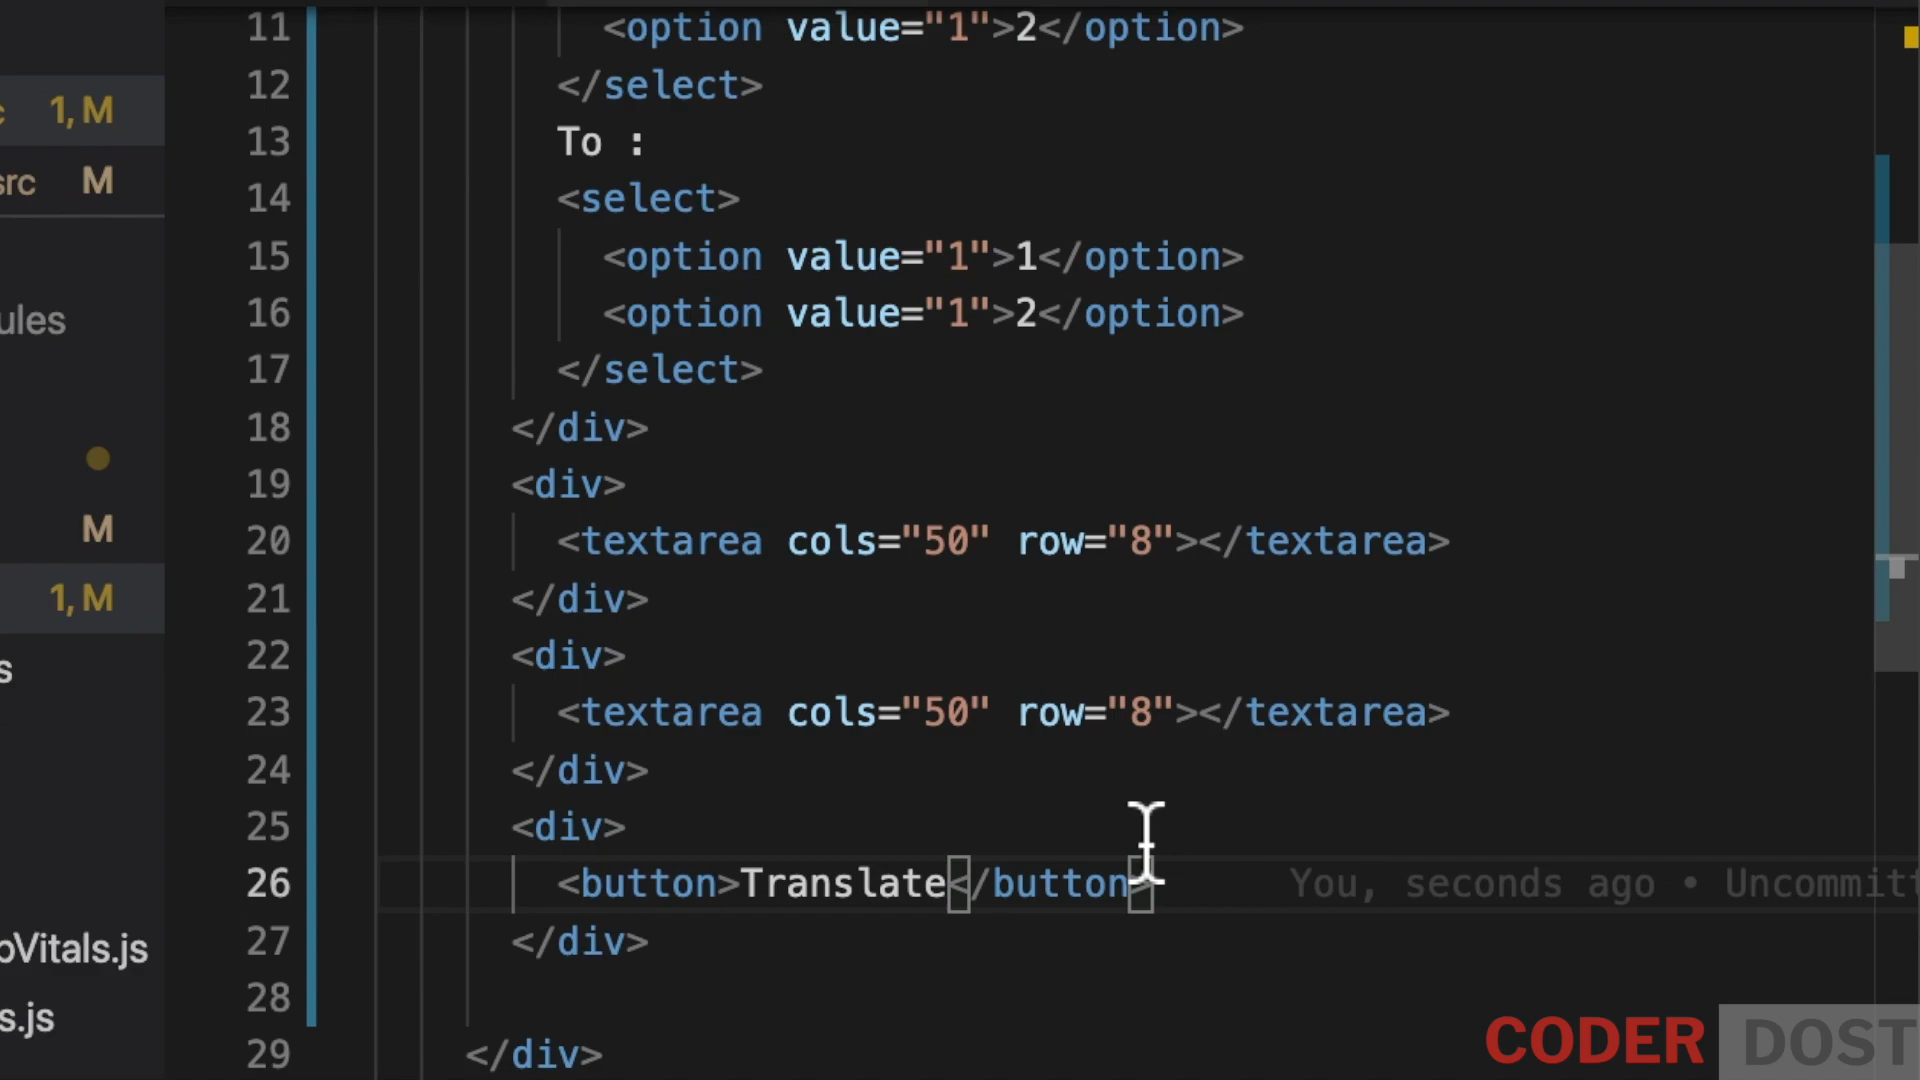 11 <option value="1">2</option>
c 1, M 12 </select>
13 To :
src M 14 <select>
15 <option value="1">1</option>
ules 16 <option value="1">2</option>
17 </select>
18 </div>
19 <div>
M 20 <textarea cols="50" row="8"></textarea>
1, M 21 </div>
s 22 <div>
23 <textarea cols="50" row="8"></textarea>
24 </div>
25 <div>
26 <button>Translate</button> You, seconds ago • Uncommitt
oVitals.js 27 </div>
s.js 28
29 </div>
CODER DOST